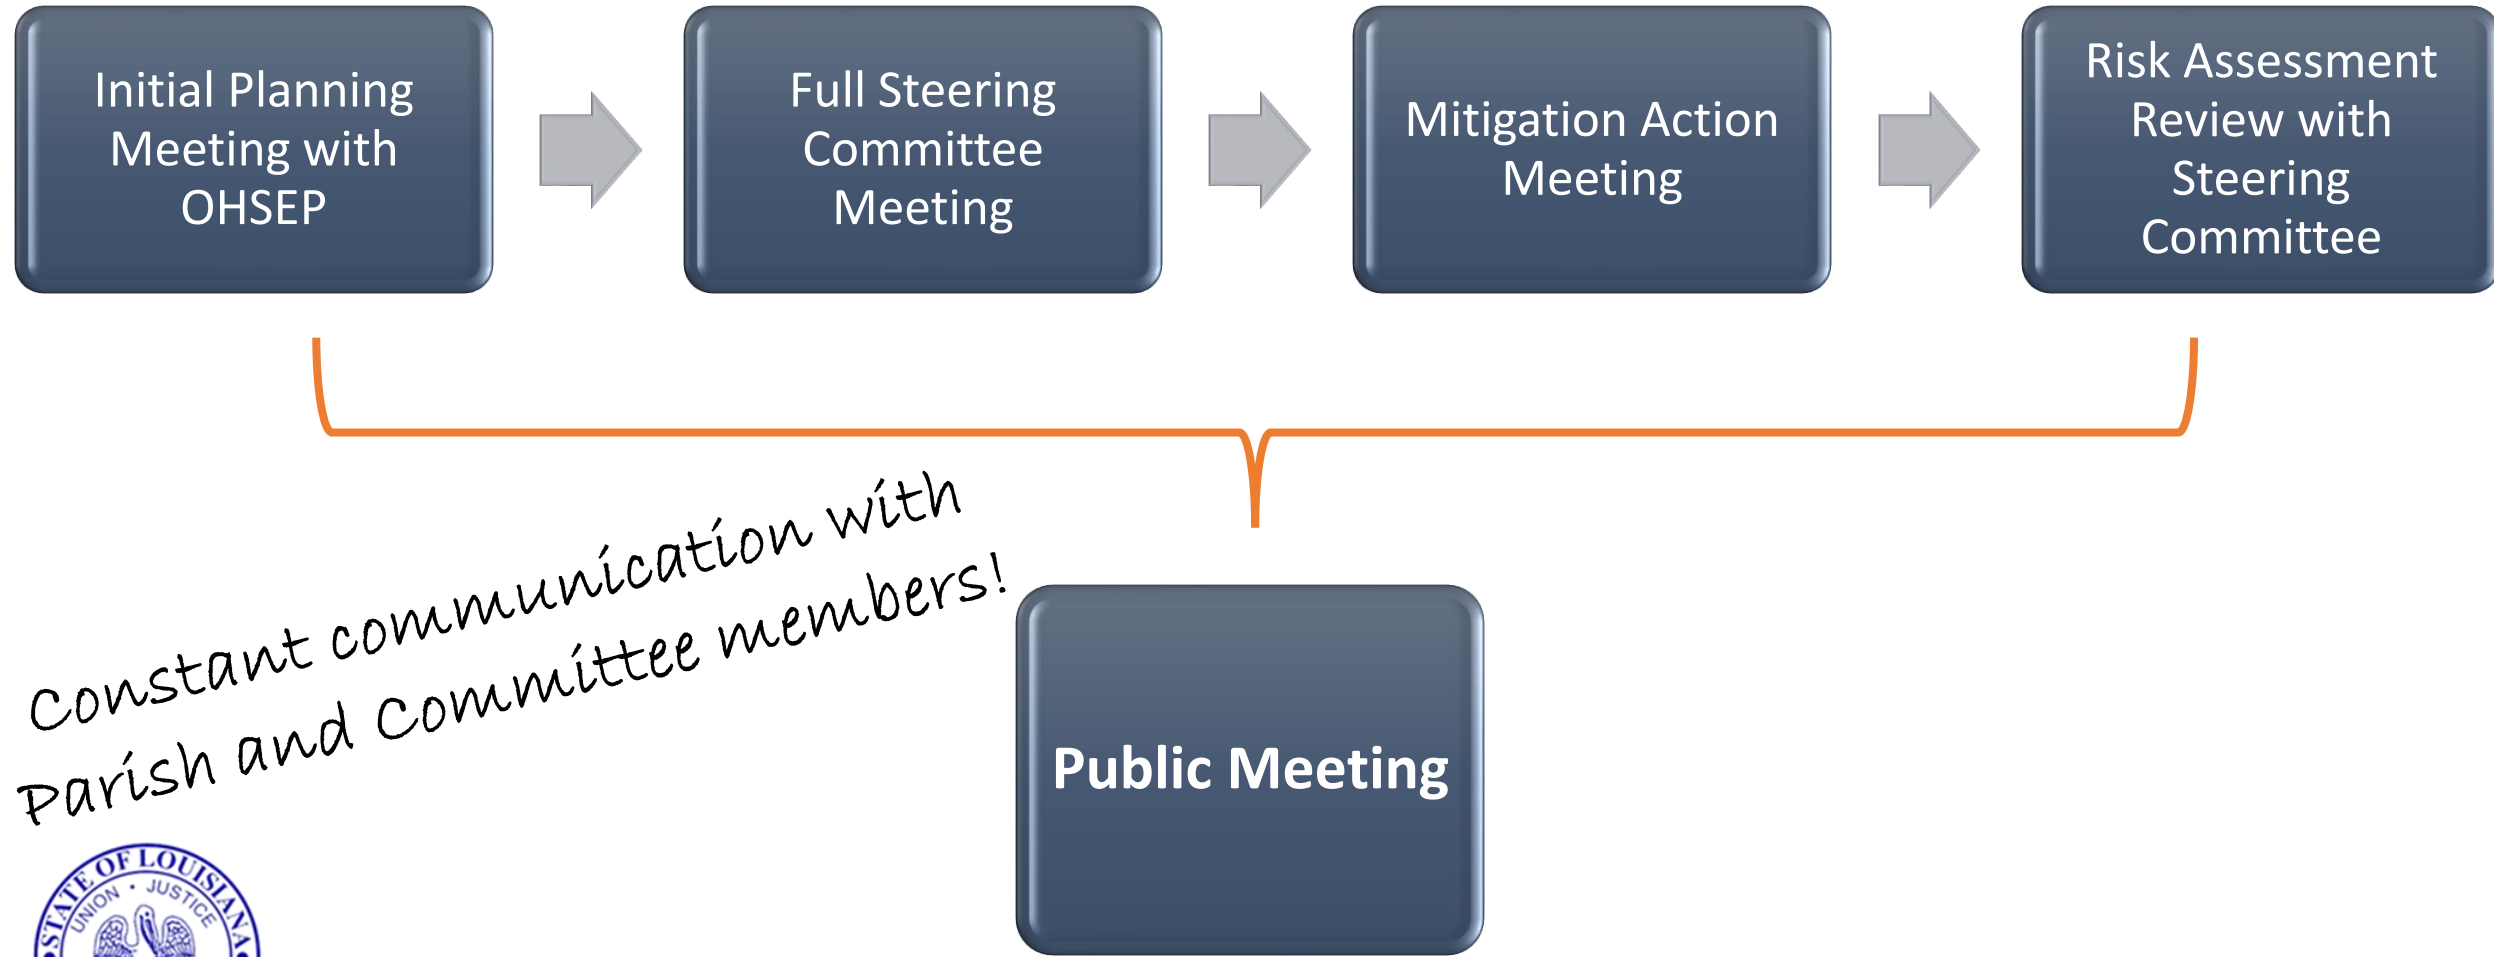 Initial Planning
Meeting with
OHSEP
Full Steering
Committee
Meeting
Mitigation Action
Meeting
Risk Assessment
Review with
Steering
Committee
Constant communication with
Parish and Committee members!
Public Meeting
STATE OF LOUISIANA
UNION · JUSTICE